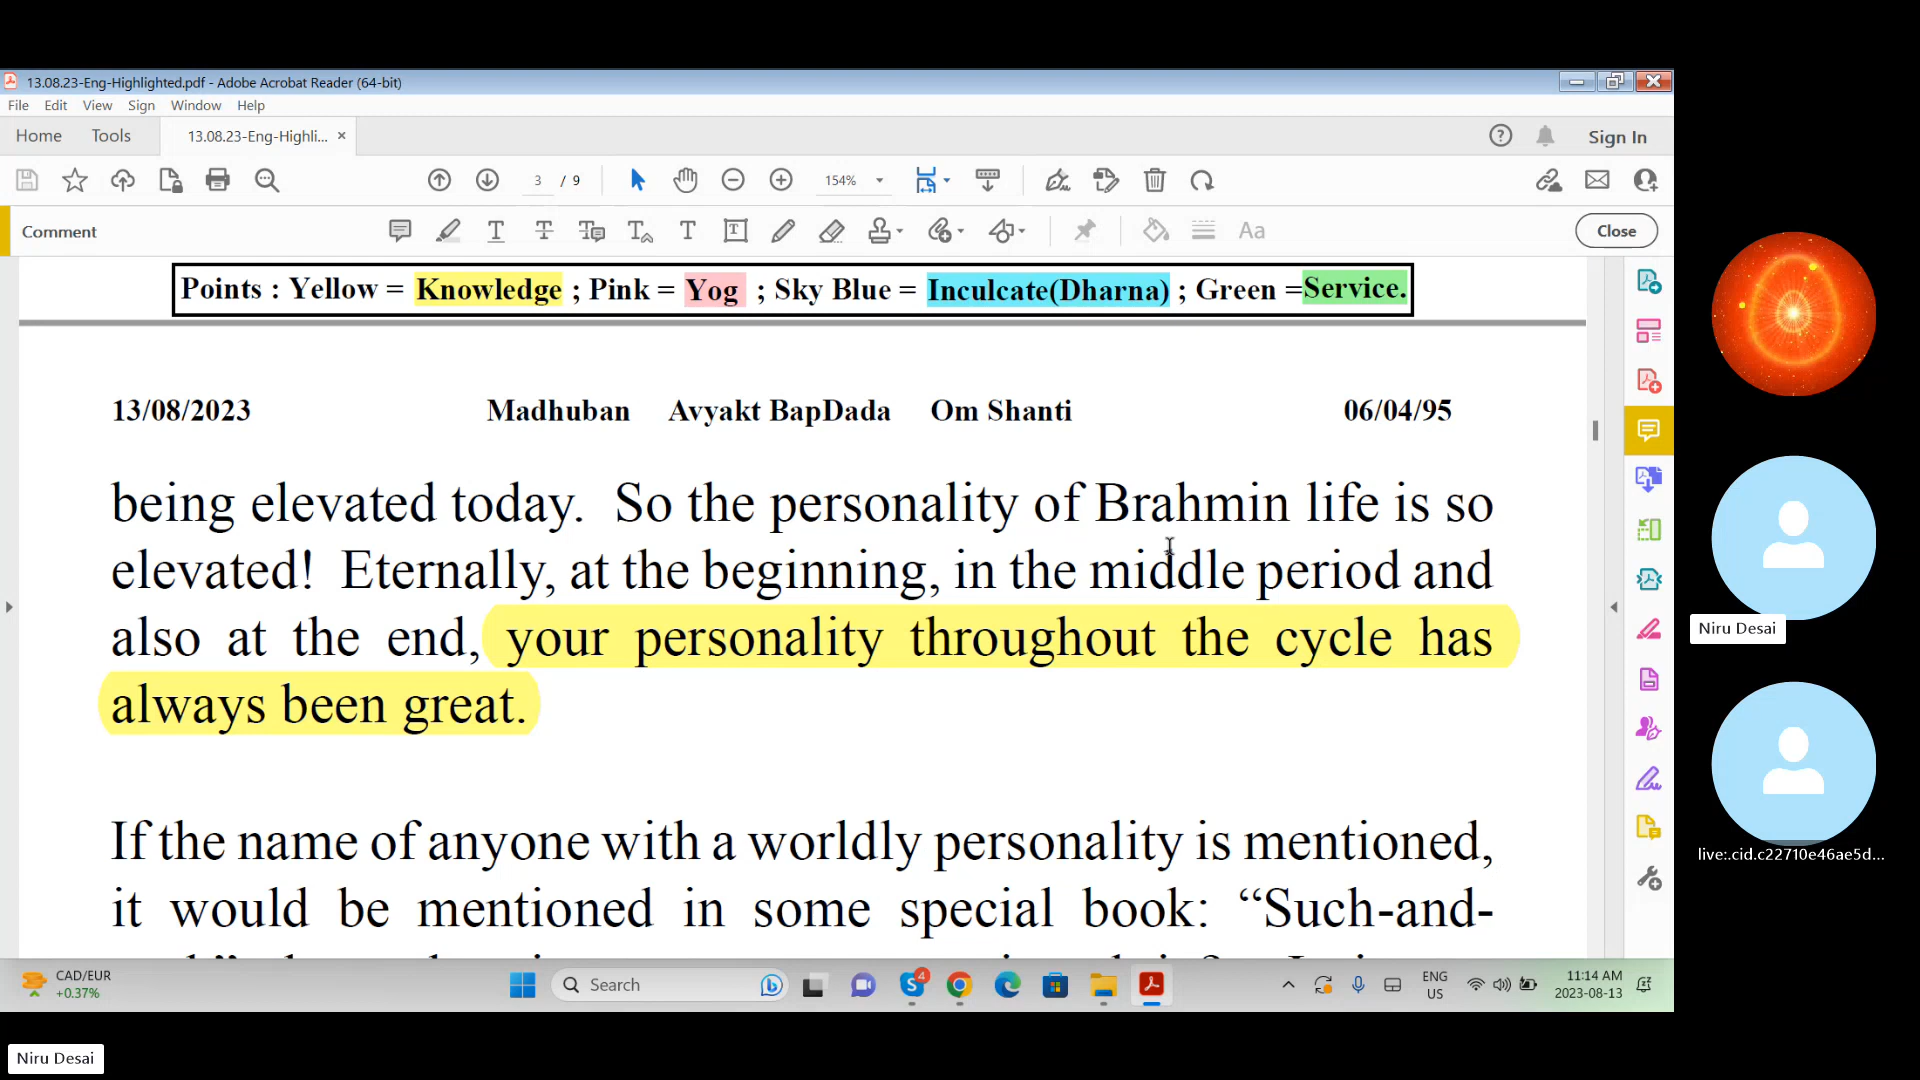 13.08.23-Eng-Highlighted.pdf - Adobe Acrobat Reader (64-bit)
File Edit View Sign Window Help
Home Tools 13.08.23-Eng-Highli... × Sign In
3 / 9 154%
Comment Close
Points : Yellow = Knowledge ; Pink = Yog ; Sky Blue = Inculcate(Dharna) ; Green =Service.
13/08/2023 Madhuban Avyakt BapDada Om Shanti 06/04/95
being elevated today. So the personality of Brahmin life is so
elevated! Eternally, at the beginning, in the middle period and
also at the end, your personality throughout the cycle has
always been great.
If the name of anyone with a worldly personality is mentioned,
it would be mentioned in some special book: “Such-and-
Niru Desai
live:.cid.c22710e46ae5d...
CAD/EUR
+0.37%
Search
4
ENG
US
11:14 AM
2023-08-13
Niru Desai